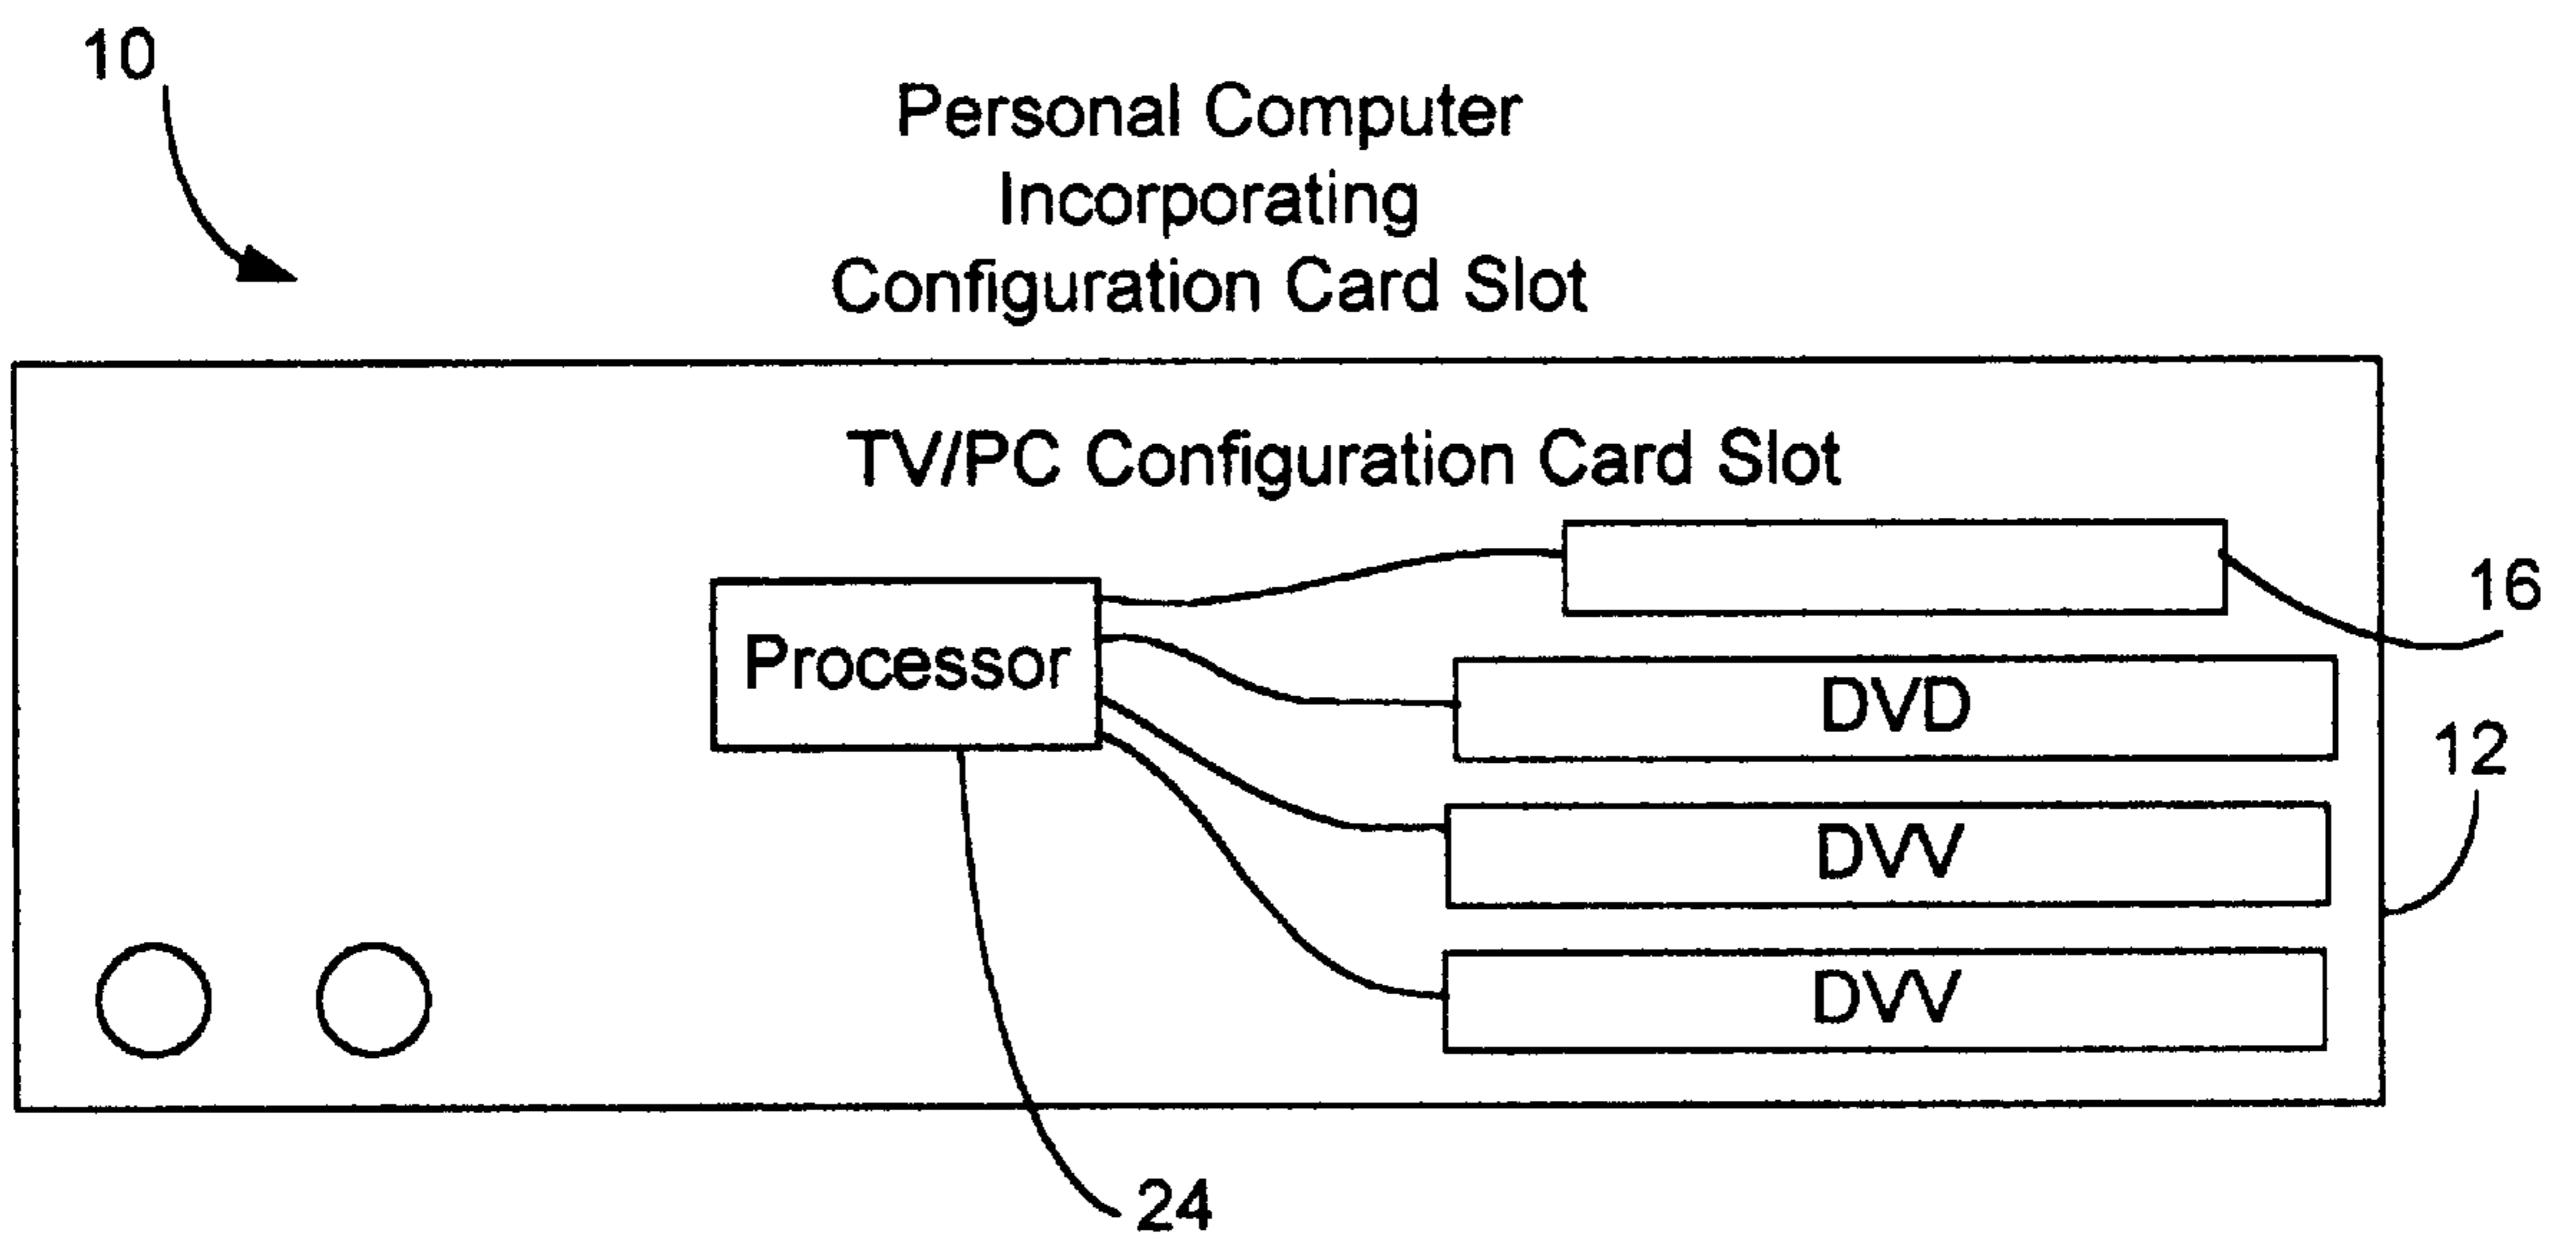 10
Personal Computer
Incorporating
Configuration Card Slot
TV/PC Configuration Card Slot
16
Processor
DVD
12
DVV
DVV
24